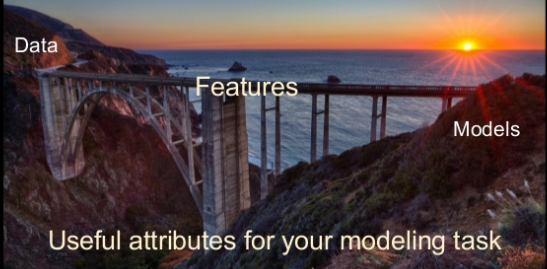 Data
Features
Models
Useful attributes for your modeling task